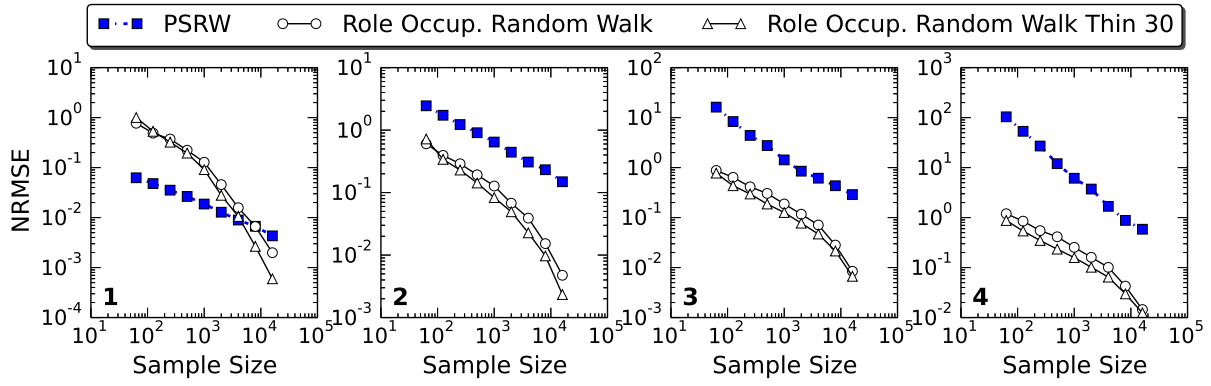 PSRW Role Occup. Random Walk Role Occup. Random Walk Thin 30
NRMSE
10^1 10^0 10^-1 10^-2 10^-3 10^-4
1
10^1 10^2 10^3 10^4 10^5
Sample Size
10^1 10^0 10^-1 10^-2 10^-3
2
10^1 10^2 10^3 10^4 10^5
Sample Size
10^2 10^1 10^0 10^-1 10^-2 10^-3
3
10^1 10^2 10^3 10^4 10^5
Sample Size
10^3 10^2 10^1 10^0 10^-1 10^-2
4
10^1 10^2 10^3 10^4 10^5
Sample Size